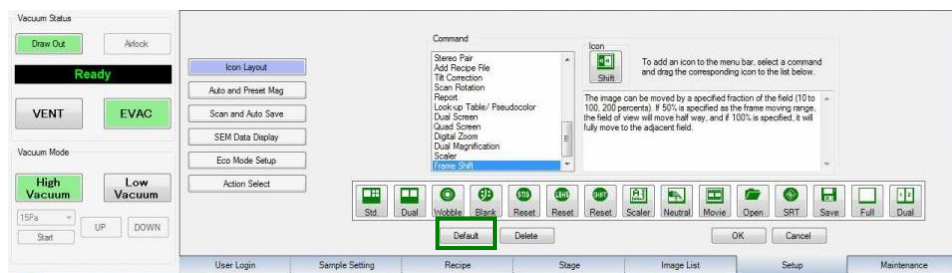 Vacuum Status
Draw Out
Airlock
Ready
VENT
EVAC
Vacuum Mode
High Vacuum
Low Vacuum
15Pa
Start
UP
DOWN
Icon Layout
Auto and Preset Mag
Scan and Auto Save
SEM Data Display
Eco Mode Setup
Action Select
Command
Stereo Pair
Add Recipe File
Tilt Correction
Scan Rotation
Report
Look-up Table/ Pseudocolor
Dual Screen
Quad Screen
Digital Zoom
Dual Magnification
Scaler
Frame Shift
Icon
Shift
To add an icon to the menu bar, select a command
and drag the corresponding icon to the list below.
The image can be moved by a specified fraction of the field (10 to
100, 200 percents). If 50% is specified as the frame moving range,
the field of view will move half way, and if 100% is specified, it will
fully move to the adjacent field.
STIG
LENS
SHIFT
Std.
Dual
Wobble
Blank
Reset
Reset
Reset
Scaler
Neutral
Movie
Open
SRT
Save
Full
Dual
Default
Delete
OK
Cancel
User Login
Sample Setting
Recipe
Stage
Image List
Setup
Maintenance